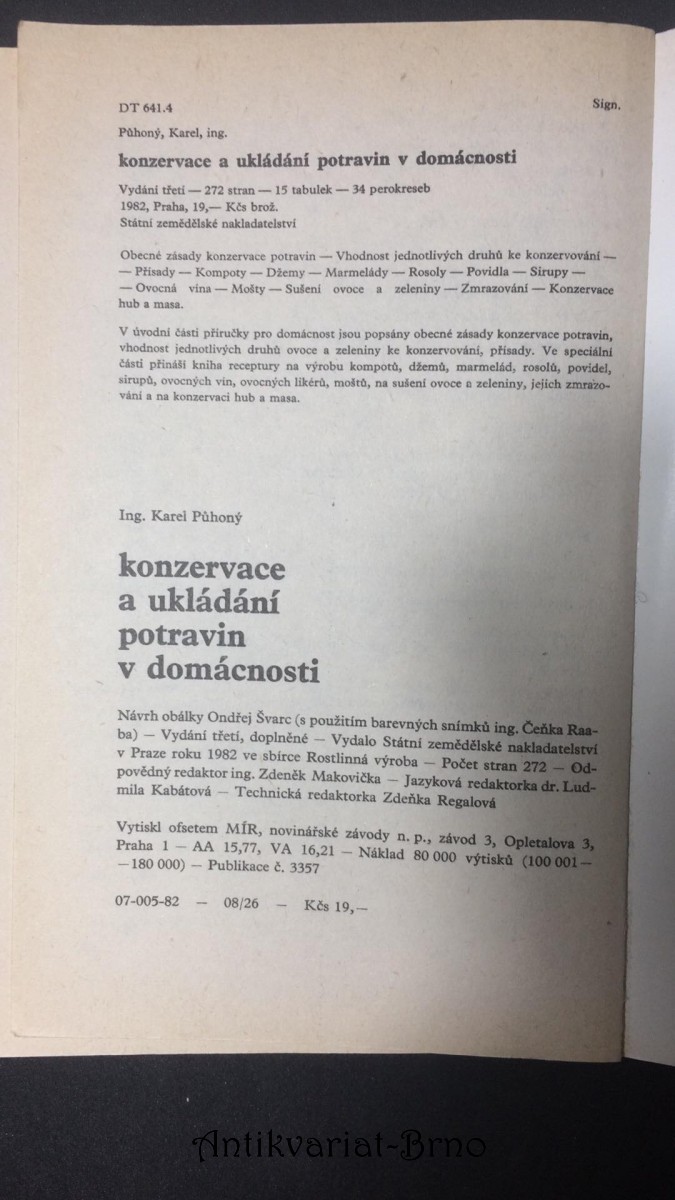 DT 641.4
Sign.
Půhoný, Karel, ing.
konzervace a ukládání potravin v domácnosti
Vydání třetí — 272 stran — 15 tabulek — 34 perokreseb
1982, Praha, 19,— Kčs brož.
Státní zemědělské nakladatelství
Obecné zásady konzervace potravin — Vhodnost jednotlivých druhů ke konzervování —
— Přísady — Kompoty — Džemy — Marmelády — Rosoly — Povidla — Sirupy —
— Ovocná vína — Mošty — Sušení ovoce a zeleniny — Zmrazování — Konzervace
hub a masa.
V úvodní části příručky pro domácnost jsou popsány obecné zásady konzervace potravin,
vhodnost jednotlivých druhů ovoce a zeleniny ke konzervování, přísady. Ve speciální
části přináší kniha receptury na výrobu kompotů, džemů, marmelád, rosolů, povidel,
sirupů, ovocných vín, ovocných likérů, moštů, na sušení ovoce a zeleniny, jejich zmrazo-
vání a na konzervaci hub a masa.
Ing. Karel Půhoný
konzervace
a ukládání
potravin
v domácnosti
Návrh obálky Ondřej Švarc (s použitím barevných snímků ing. Čeňka Raa-
ba) — Vydání třetí, doplněné — Vydalo Státní zemědělské nakladatelství
v Praze roku 1982 ve sbírce Rostlinná výroba — Počet stran 272 — Od-
povědný redaktor ing. Zdeněk Makovička — Jazyková redaktorka dr. Lud-
mila Kabátová — Technická redaktorka Zdeňka Regalová
Vytiskl ofsetem MÍR, novinářské závody n. p., závod 3, Opletalova 3,
Praha 1 — AA 15,77, VA 16,21 — Náklad 80 000 výtisků (100 001—
—180 000) — Publikace č. 3357
07-005-82 — 08/26 — Kčs 19,—
Antikvariat-Brno